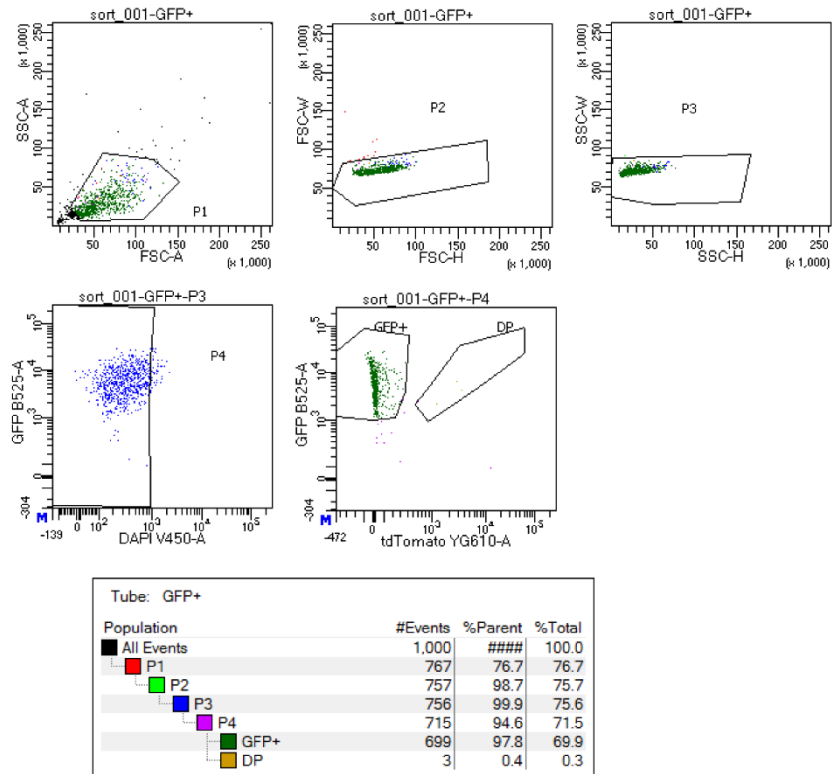 sort_001-GFP+
SSC-A
(x 1,000)
250
200
150
100
50
P1
50 100 150 200 250
FSC-A
(x 1,000)
sort_001-GFP+
FSC-W
(x 1,000)
250
200
150
100
50
P2
50 100 150 200 250
FSC-H
(x 1,000)
sort_001-GFP+
SSC-W
(x 1,000)
250
200
150
100
50
P3
50 100 150 200 250
SSC-H
(x 1,000)
sort_001-GFP+-P3
GFP B525-A
10^5
10^4
10^3
0
-304
P4
M
-139
0 10^2 10^3 10^4 10^5
DAPI V450-A
sort_001-GFP+-P4
GFP B525-A
10^5
10^4
10^3
0
-304
GFP+
DP
M
-472
0 10^3 10^4 10^5
tdTomato YG610-A
Tube: GFP+
Population #Events %Parent %Total
All Events 1,000 #### 100.0
P1 767 76.7 76.7
P2 757 98.7 75.7
P3 756 99.9 75.6
P4 715 94.6 71.5
GFP+ 699 97.8 69.9
DP 3 0.4 0.3